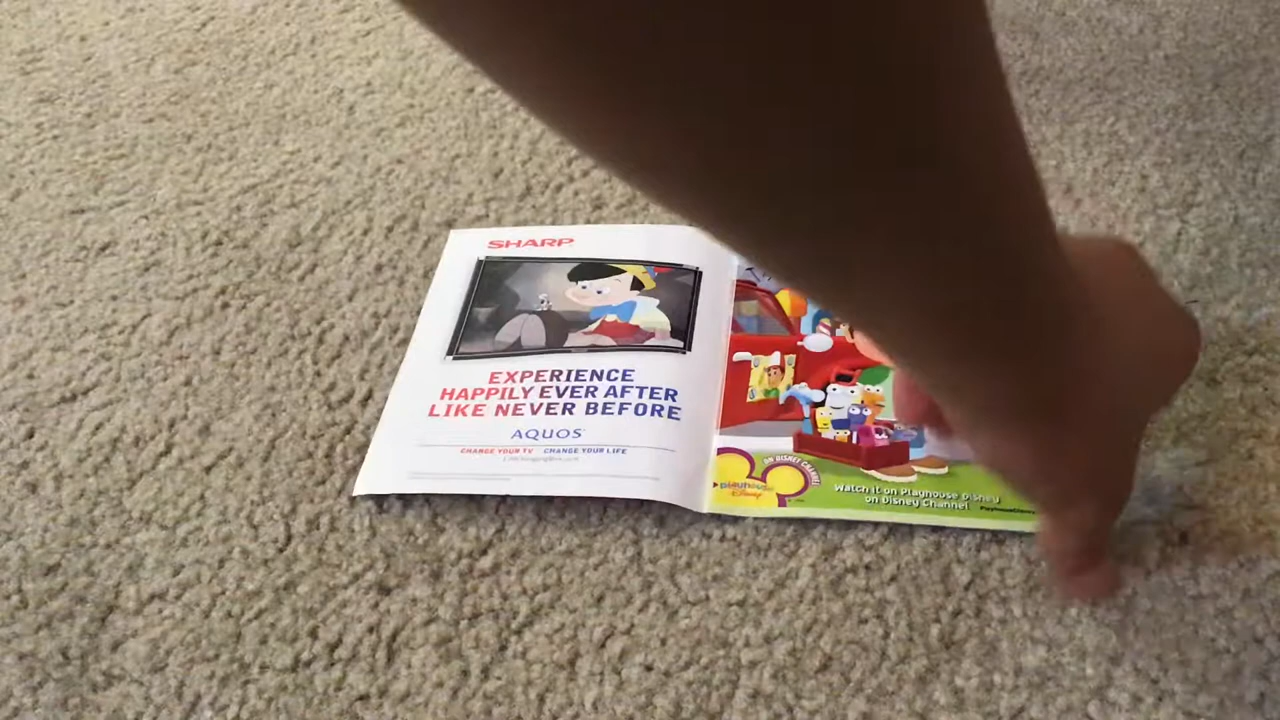 SHARP
EXPERIENCE
HAPPILY EVER AFTER
LIKE NEVER BEFORE
AQUOS
CHANGE YOUR TV CHANGE YOUR LIFE
ON DISNEY CHANNEL
playhouse
Disney
Watch it on Playhouse Disney
on Disney Channel